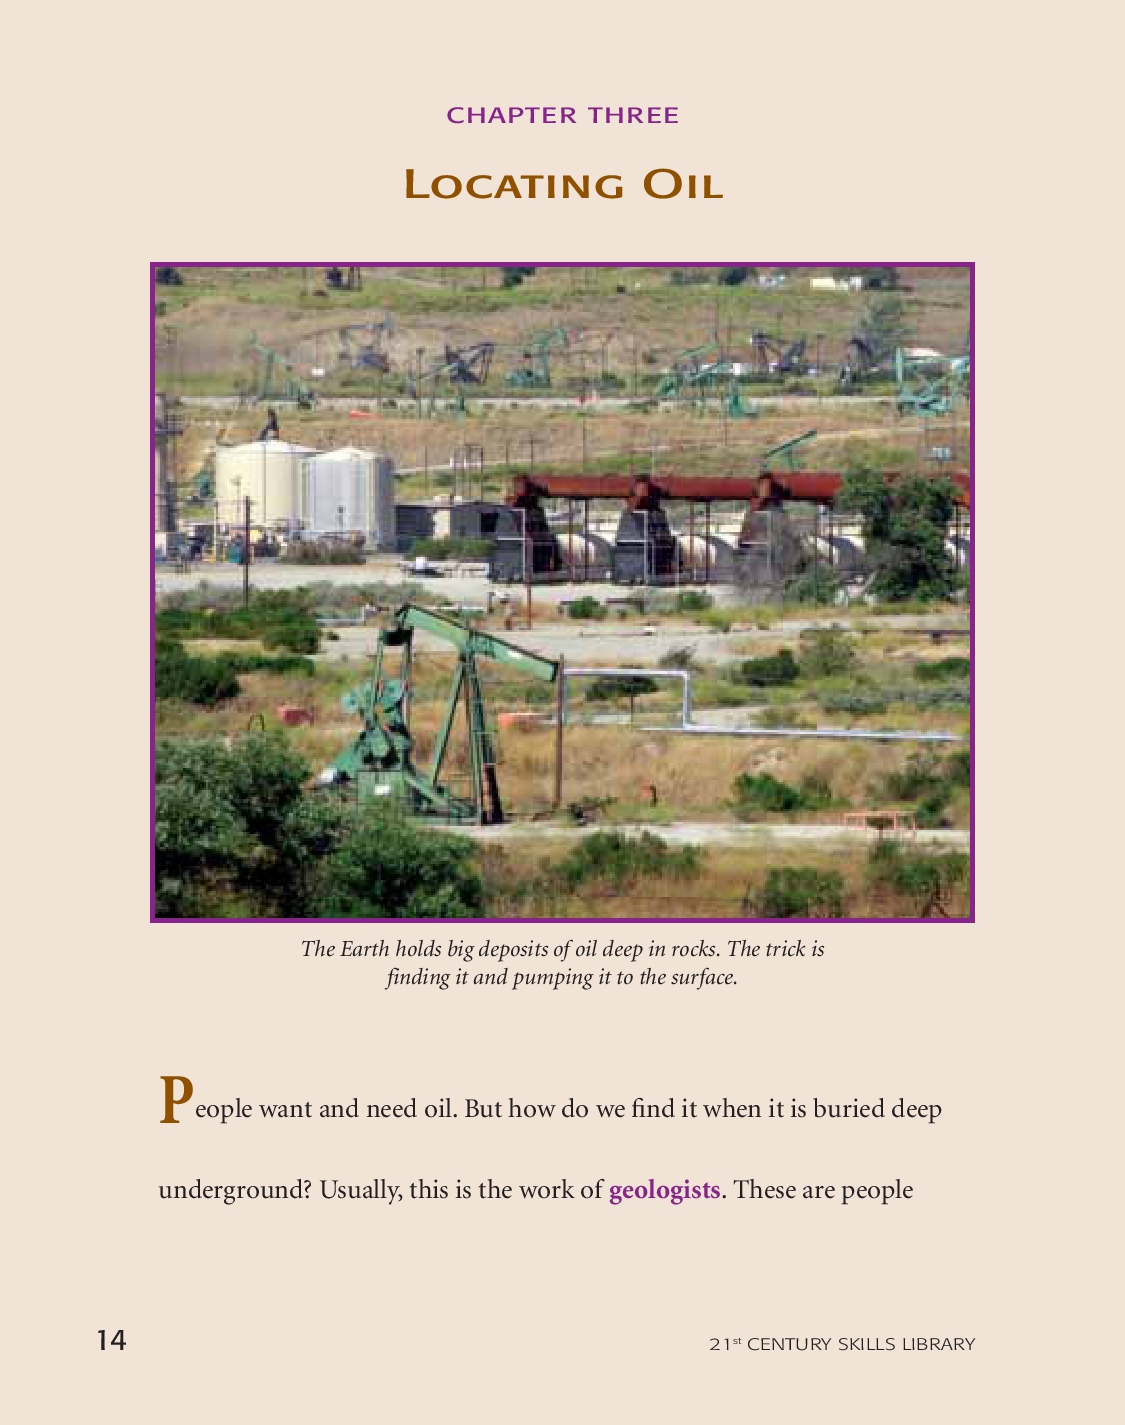 CHAPTER THREE
LOCATING OIL
The Earth holds big deposits of oil deep in rocks. The trick is
finding it and pumping it to the surface.
People want and need oil. But how do we find it when it is buried deep
underground? Usually, this is the work of geologists. These are people
14
21st CENTURY SKILLS LIBRARY